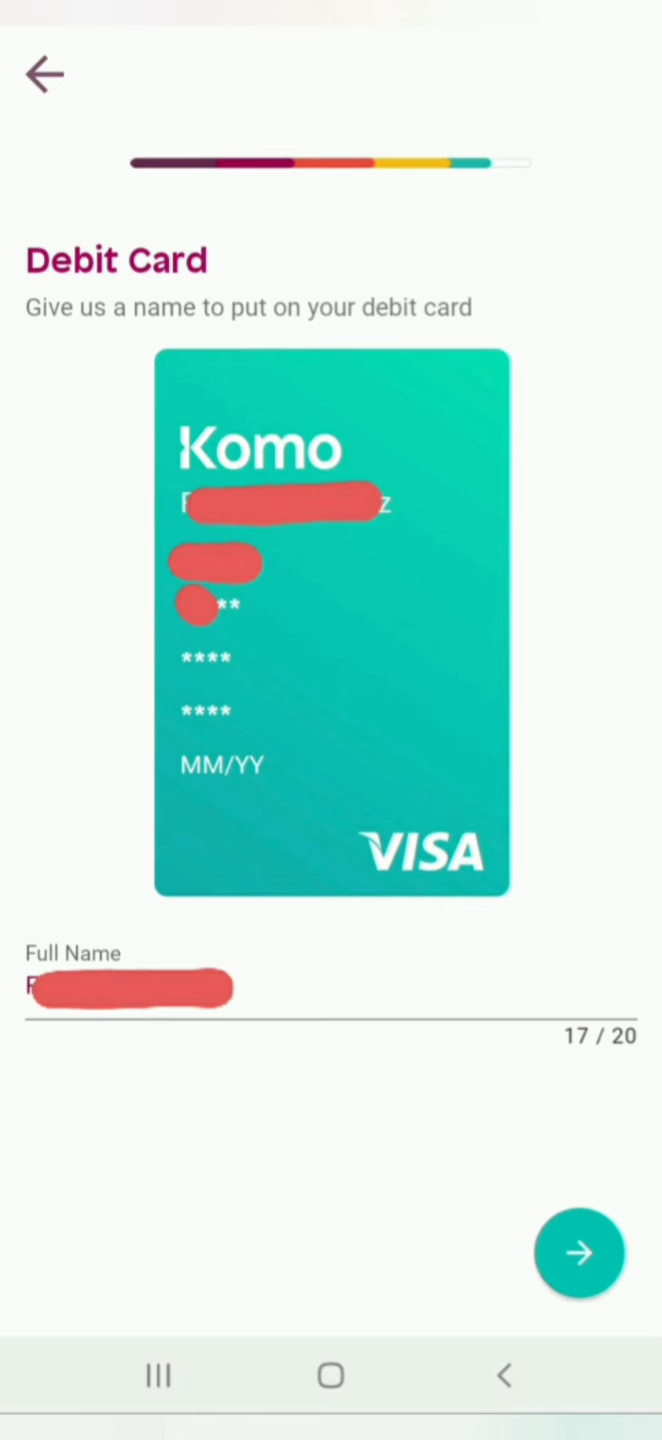 Debit Card
Give us a name to put on your debit card
Komo
**
****
****
MM/YY
VISA
Full Name
17 / 20